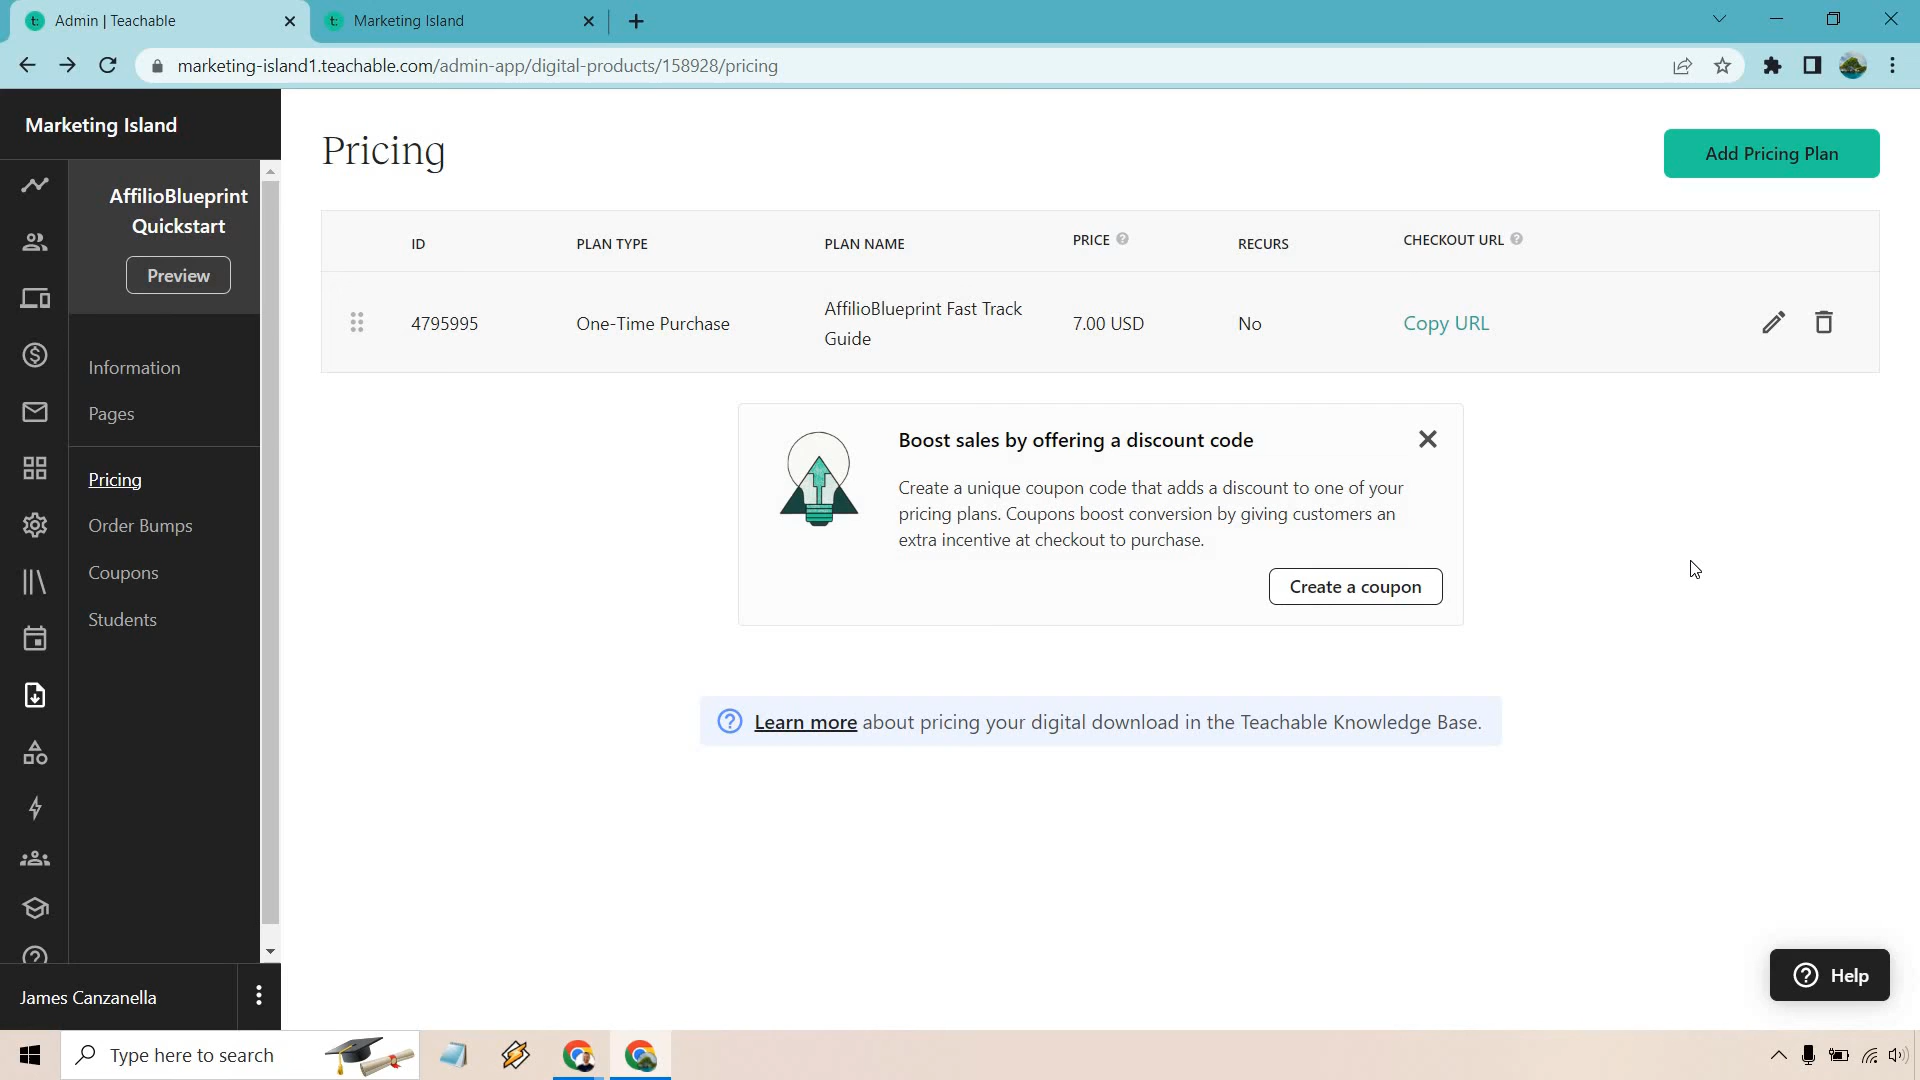 Admin | Teachable
Marketing Island
marketing-island1.teachable.com/admin-app/digital-products/158928/pricing
Marketing Island
AffilioBlueprint
Quickstart
Preview
Information
Pages
Pricing
Order Bumps
Coupons
Students
James Canzanella
Pricing
Add Pricing Plan
ID PLAN TYPE PLAN NAME PRICE ? RECURS CHECKOUT URL ?
4795995 One-Time Purchase AffilioBlueprint Fast Track 7.00 USD No Copy URL
Guide
Boost sales by offering a discount code
Create a unique coupon code that adds a discount to one of your
pricing plans. Coupons boost conversion by giving customers an
extra incentive at checkout to purchase.
Create a coupon
Learn more about pricing your digital download in the Teachable Knowledge Base.
Help
Type here to search